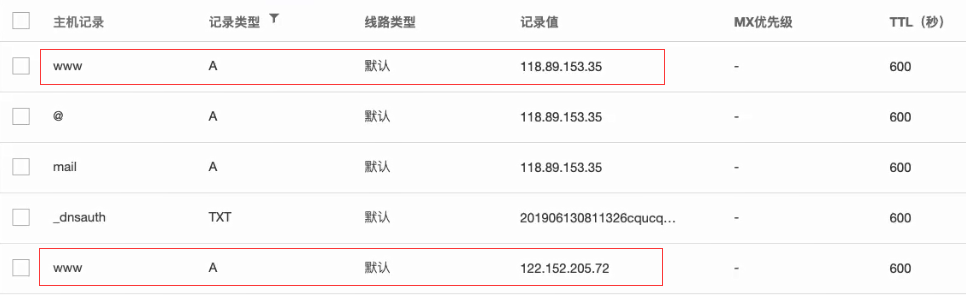 主机记录 记录类型 线路类型 记录值 MX优先级 TTL（秒）
www A 默认 118.89.153.35 - 600
@ A 默认 118.89.153.35 - 600
mail A 默认 118.89.153.35 - 600
_dnsauth TXT 默认 201906130811326cqucq... - 600
www A 默认 122.152.205.72 - 600